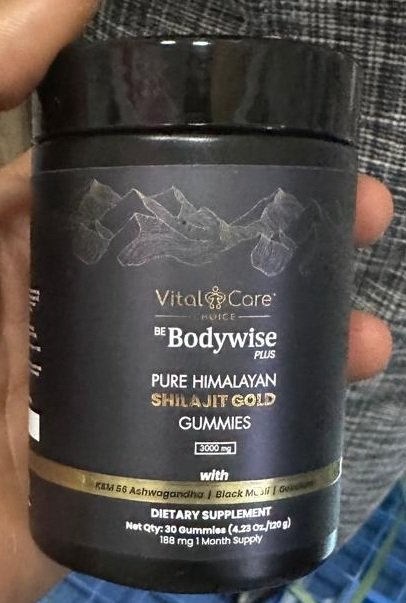 Vital Care
CHOICE
BE Bodywise
PLUS
PURE HIMALAYAN
SHILAJIT GOLD
GUMMIES
3000 mg
with
KSM 56 Ashwagandha | Black Musli |
DIETARY SUPPLEMENT
Net Qty: 30 Gummies (4.23 Oz./120 g)
188 mg 1 Month Supply